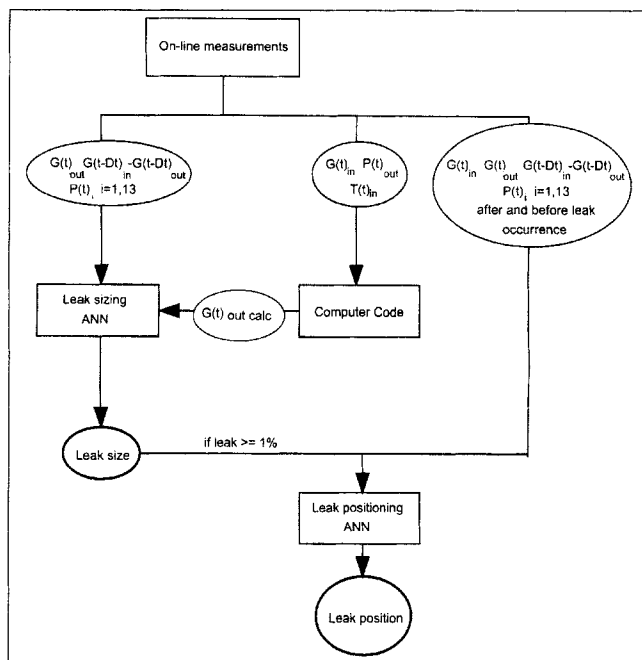 On-line measurements
G(t)out G(t-Dt)in-G(t-Dt)out
P(t)i i=1,13
G(t)in P(t)out
T(t)in
G(t)in G(t)out G(t-Dt)in-G(t-Dt)out
P(t)i i=1,13
after and before leak
occurrence
Leak sizing
ANN
G(t) out calc
Computer Code
Leak size
if leak >= 1%
Leak positioning
ANN
Leak position